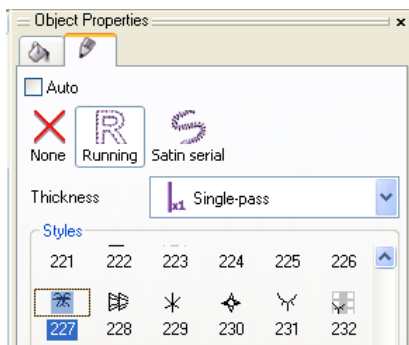 Object Properties x
Auto
None Running Satin serial
Thickness x1 Single-pass
Styles
221 222 223 224 225 226
227 228 229 230 231 232